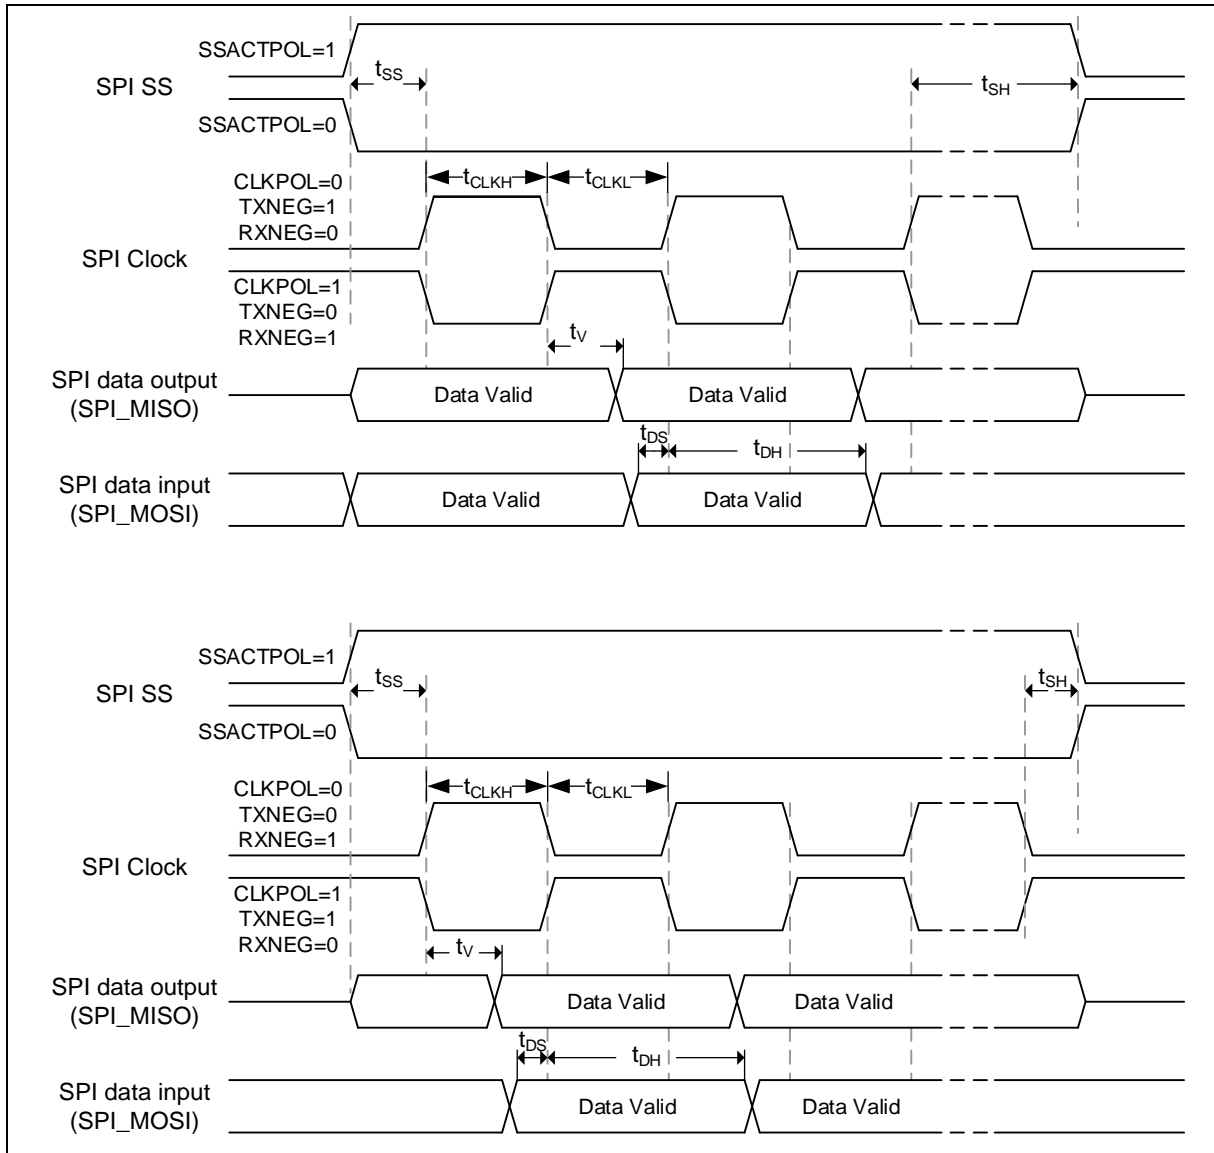 SSACTPOL=1
SPI SS
tSS
tSH
SSACTPOL=0
CLKPOL=0
TXNEG=1
RXNEG=0
tCLKH
tCLKL
SPI Clock
CLKPOL=1
TXNEG=0
RXNEG=1
tV
SPI data output
(SPI_MISO)
Data Valid
Data Valid
tDS
tDH
SPI data input
(SPI_MOSI)
Data Valid
Data Valid
SSACTPOL=1
SPI SS
tSS
tSH
SSACTPOL=0
CLKPOL=0
TXNEG=0
RXNEG=1
tCLKH
tCLKL
SPI Clock
CLKPOL=1
TXNEG=1
RXNEG=0
tV
SPI data output
(SPI_MISO)
Data Valid
Data Valid
tDS
tDH
SPI data input
(SPI_MOSI)
Data Valid
Data Valid